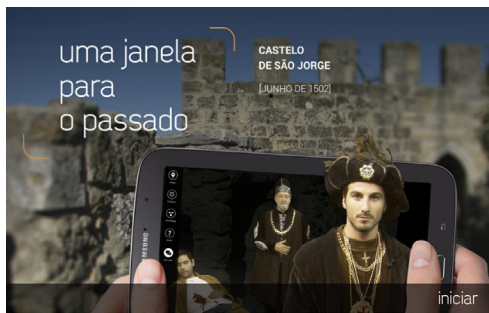 uma janela
para
o passado
CASTELO
DE SÃO JORGE
[JUNHO DE 1502]
SAMSUNG
iniciar